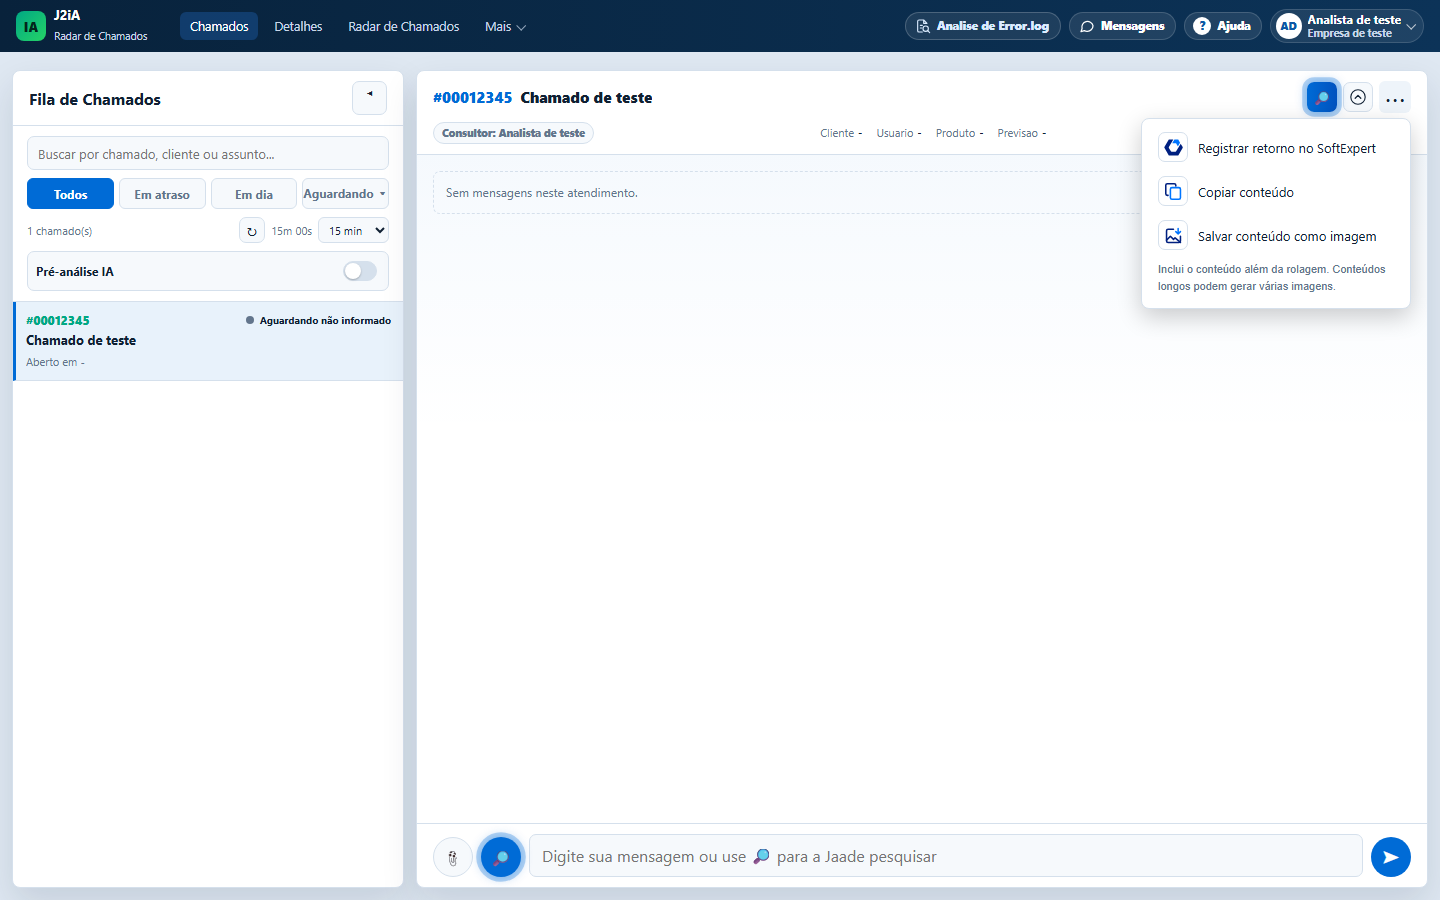 IA
J2iA
Radar de Chamados
Chamados
Detalhes
Radar de Chamados
Mais
Analise de Error.log
Mensagens
? Ajuda
AD
Analista de teste
Empresa de teste
Fila de Chamados
Buscar por chamado, cliente ou assunto...
Todos
Em atraso
Em dia
Aguardando
1 chamado(s)
15m 00s
15 min
Pré-análise IA
#00012345
Aguardando não informado
Chamado de teste
Aberto em -
#00012345 Chamado de teste
...
Consultor: Analista de teste
Cliente -
Usuario -
Produto -
Previsao -
Sem mensagens neste atendimento.
Registrar retorno no SoftExpert
Copiar conteúdo
Salvar conteúdo como imagem
Inclui o conteúdo além da rolagem. Conteúdos
longos podem gerar várias imagens.
Digite sua mensagem ou use 🔎 para a Jaade pesquisar